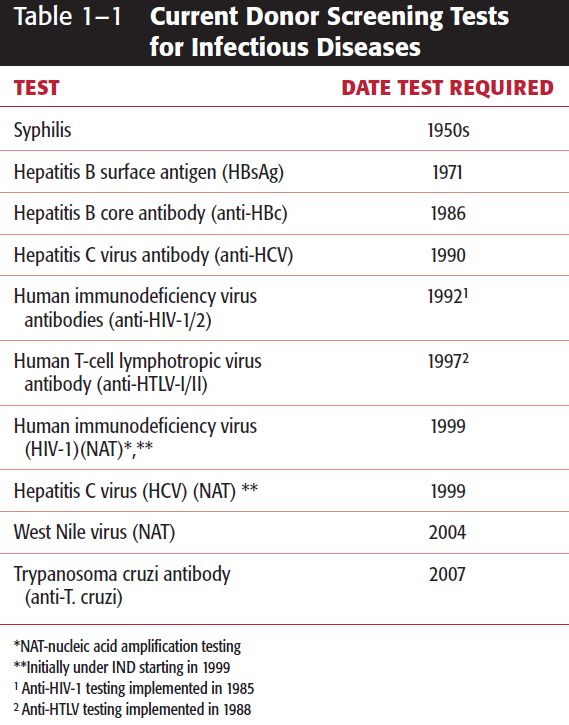 Table 1–1 Current Donor Screening Tests
for Infectious Diseases
TEST DATE TEST REQUIRED
Syphilis 1950s
Hepatitis B surface antigen (HBsAg) 1971
Hepatitis B core antibody (anti-HBc) 1986
Hepatitis C virus antibody (anti-HCV) 1990
Human immunodeficiency virus 1992¹
antibodies (anti-HIV-1/2)
Human T-cell lymphotropic virus 1997²
antibody (anti-HTLV-I/II)
Human immunodeficiency virus 1999
(HIV-1)(NAT)*,**
Hepatitis C virus (HCV) (NAT) ** 1999
West Nile virus (NAT) 2004
Trypanosoma cruzi antibody 2007
(anti-T. cruzi)
*NAT-nucleic acid amplification testing
**Initially under IND starting in 1999
¹ Anti-HIV-1 testing implemented in 1985
² Anti-HTLV testing implemented in 1988